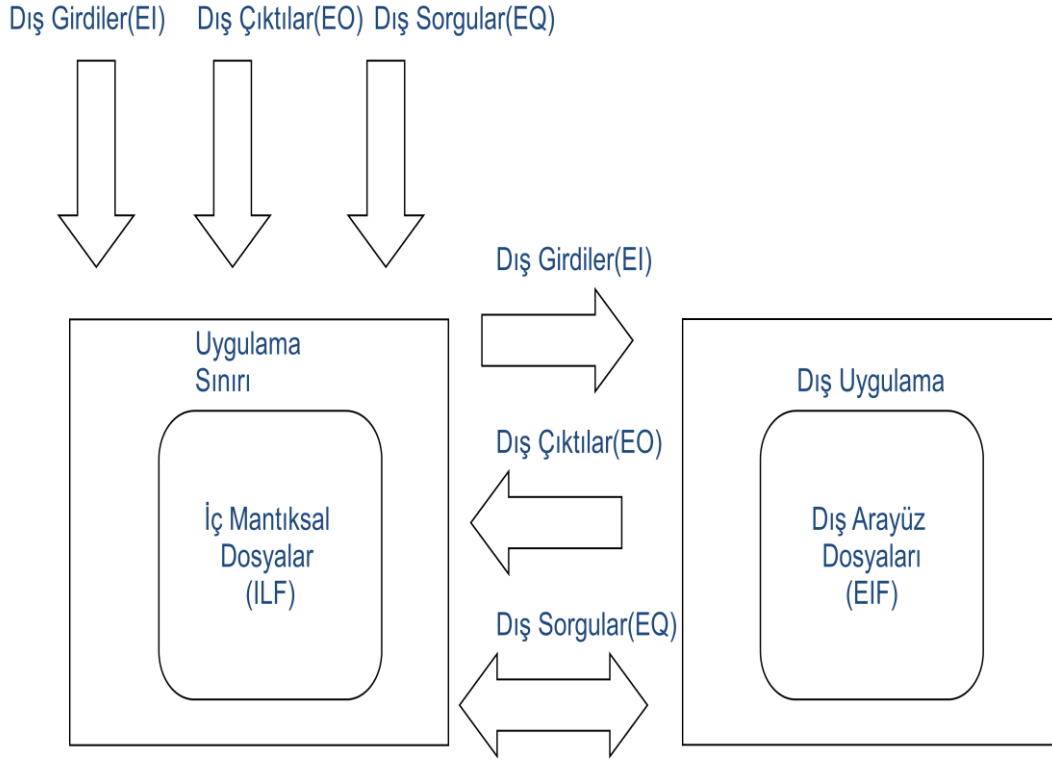 Dış Girdiler(EI) Dış Çıktılar(EO) Dış Sorgular(EQ)
Dış Girdiler(EI)
Uygulama
Sınırı
Dış Uygulama
Dış Çıktılar(EO)
İç Mantıksal
Dosyalar
(ILF)
Dış Arayüz
Dosyaları
(EIF)
Dış Sorgular(EQ)